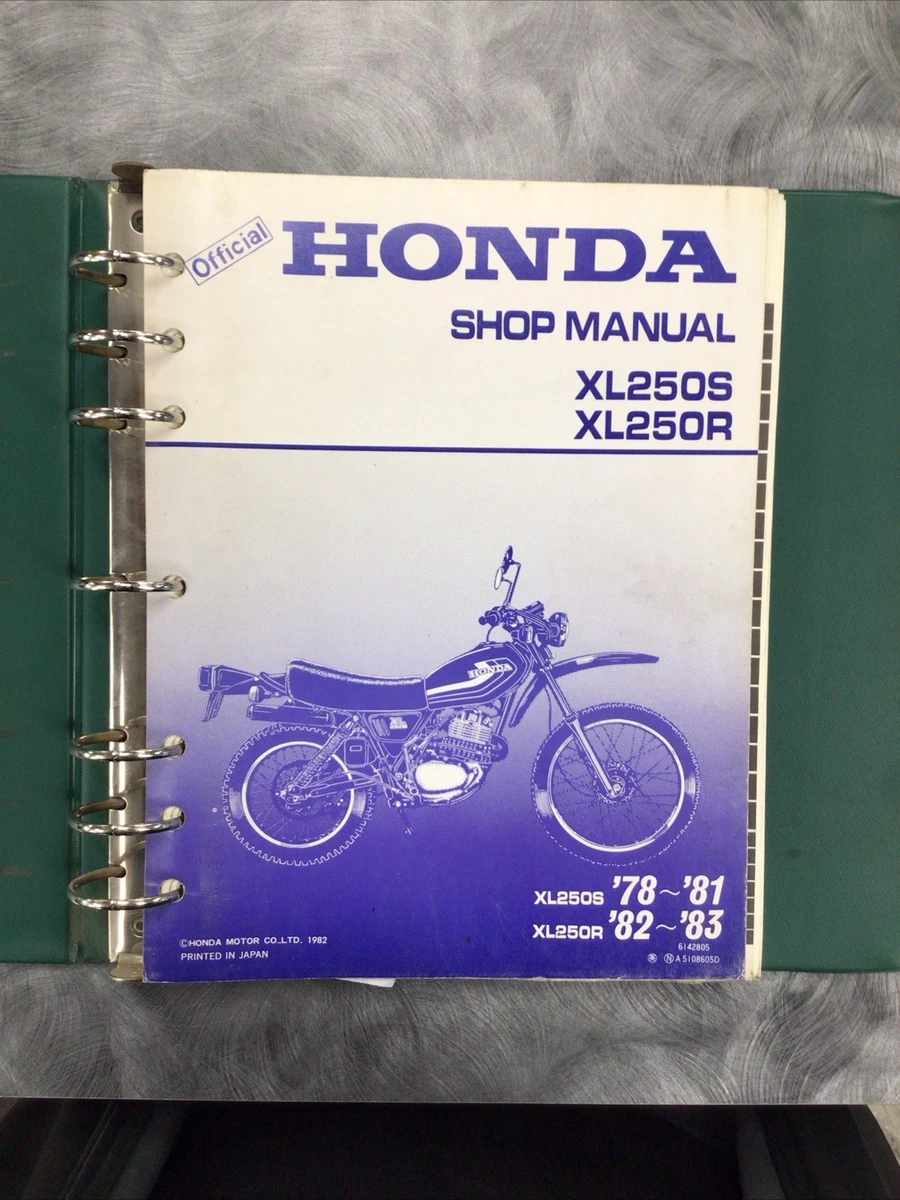 Official
HONDA
SHOP MANUAL
XL250S
XL250R
HONDA
XL250S '78~'81
XL250R '82~'83
6142805
©HONDA MOTOR CO.,LTD. 1982
PRINTED IN JAPAN
Ⓝ A 5108605D